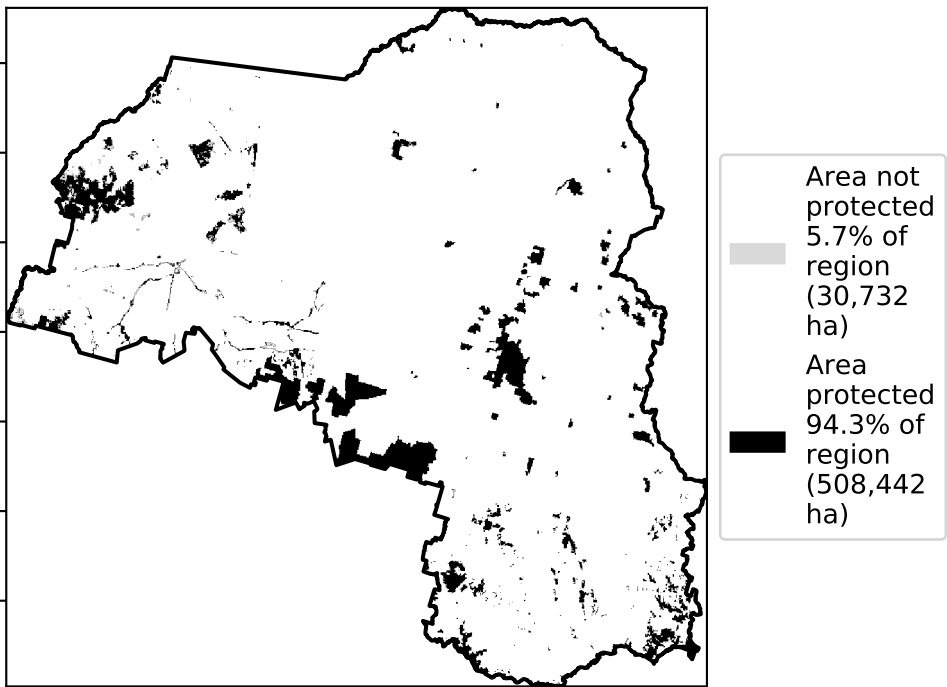 Area not
protected
5.7% of
region
(30,732
ha)
Area
protected
94.3% of
region
(508,442
ha)